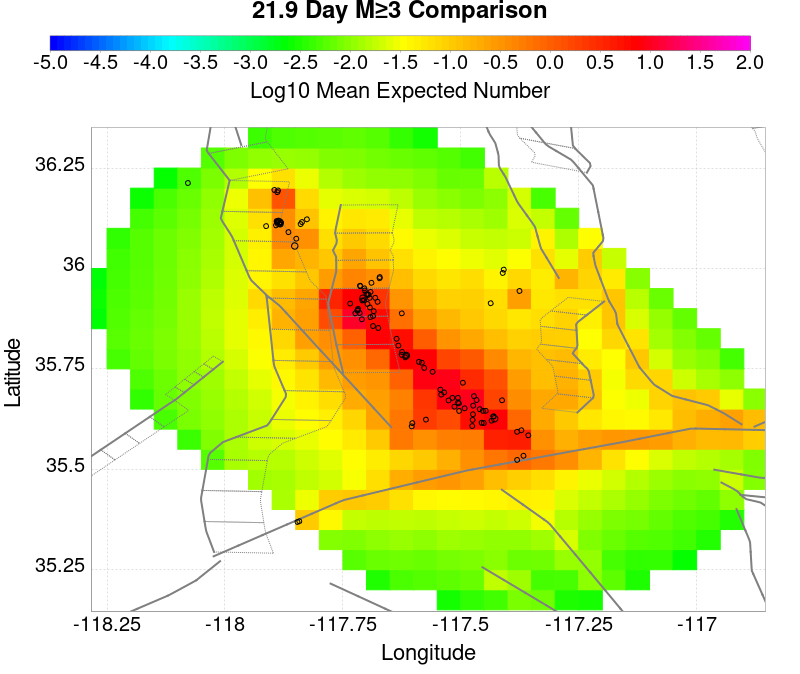 21.9 Day M≥3 Comparison
-5.0 -4.5 -4.0 -3.5 -3.0 -2.5 -2.0 -1.5 -1.0 -0.5 0.0 0.5 1.0 1.5 2.0
Log10 Mean Expected Number
36.25
36
35.75
35.5
35.25
Latitude
-118.25 -118 -117.75 -117.5 -117.25 -117
Longitude